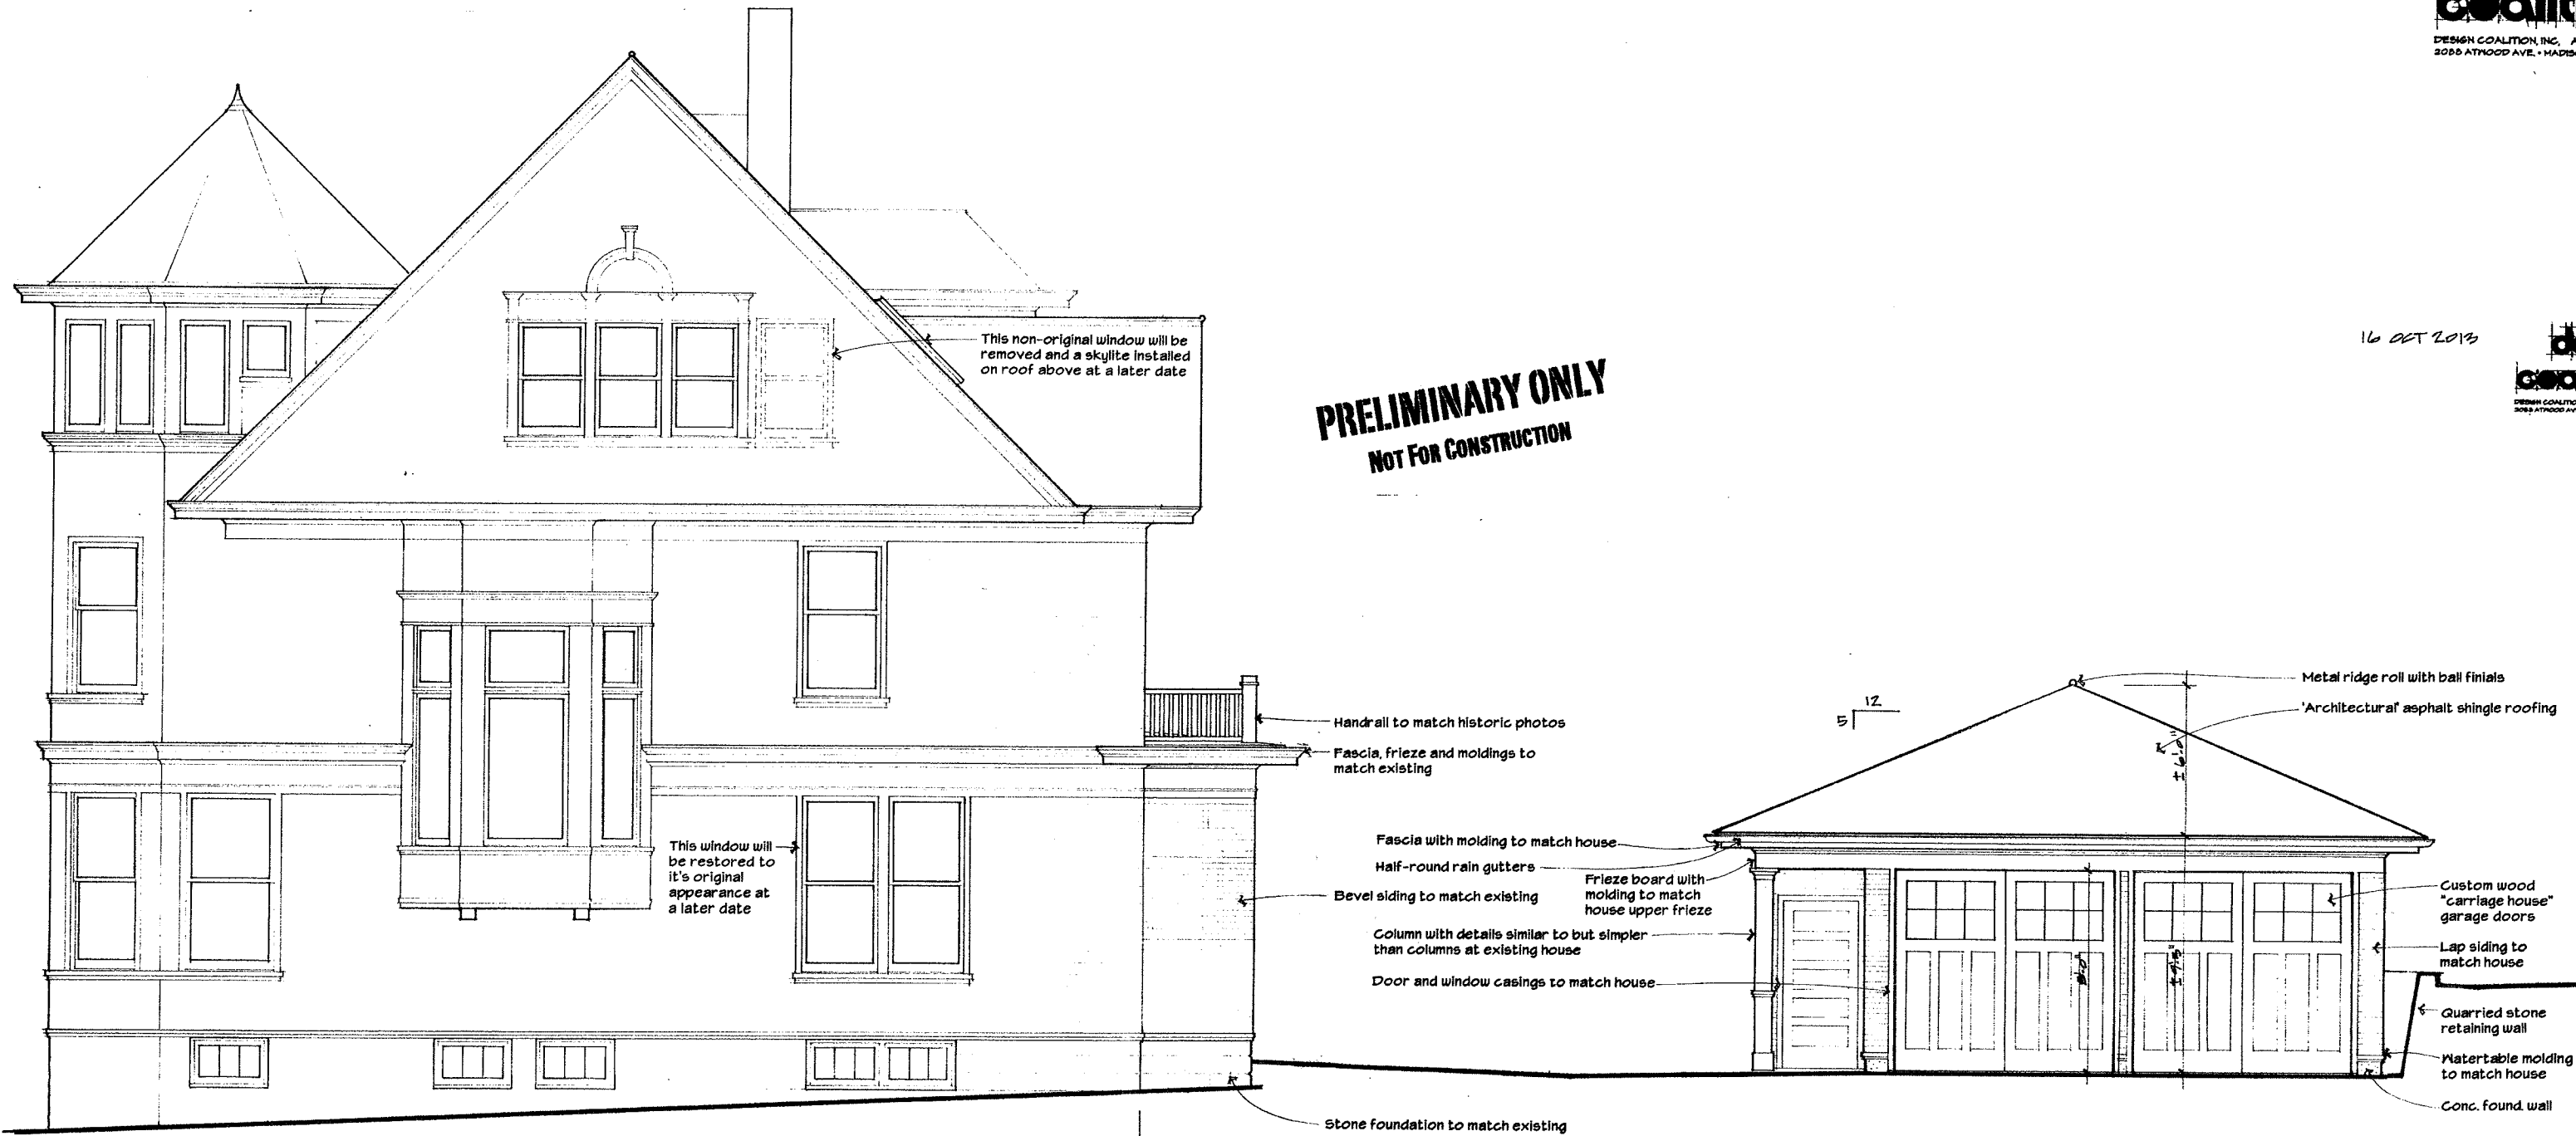 DESIGN COALITION, INC.
2088 ATWOOD AVE. •
16 OCT 2013
This non-original window will be
removed and a skylite installed
on roof above at a later date
PRELIMINARY ONLY
NOT FOR CONSTRUCTION
Handrail to match historic photos
Fascia, frieze and moldings to
match existing
This window will
be restored to
it's original
appearance at
a later date
Bevel siding to match existing
Stone foundation to match existing
12
5
Metal ridge roll with ball finials
'Architectural' asphalt shingle roofing
± 6'-0"
Fascia with molding to match house
Half-round rain gutters
Frieze board with
molding to match
house upper frieze
Column with details similar to but simpler
than columns at existing house
Door and window casings to match house
8'-0"
Custom wood
"carriage house"
garage doors
Lap siding to
match house
Quarried stone
retaining wall
Watertable molding
to match house
Conc. found. wall